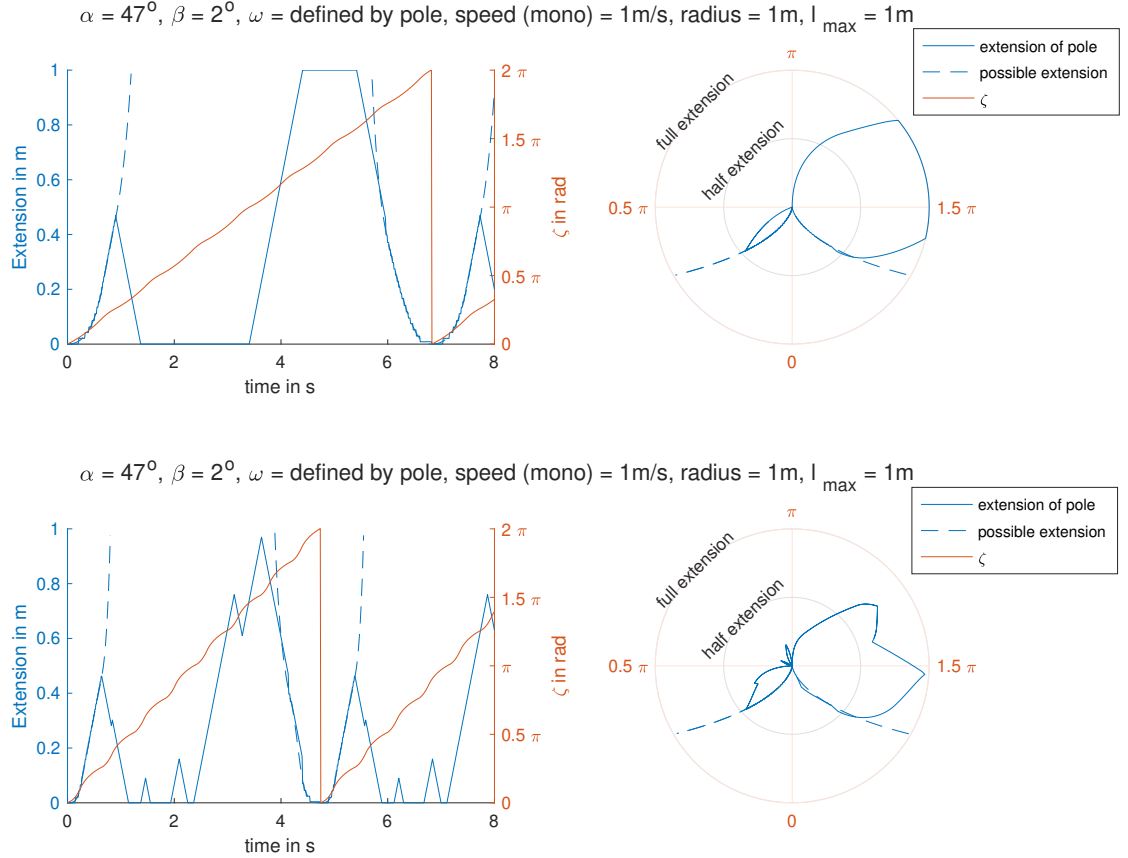 α = 47°, β = 2°, ω = defined by pole, speed (mono) = 1m/s, radius = 1m, l max = 1m
extension of pole
possible extension
ζ
Extension in m
1
0.8
0.6
0.4
0.2
0
0 2 4 6 8
time in s
2 π
1.5 π
π
0.5 π
0
ζ in rad
π
full extension
half extension
0.5 π
1.5 π
0
α = 47°, β = 2°, ω = defined by pole, speed (mono) = 1m/s, radius = 1m, l max = 1m
extension of pole
possible extension
ζ
Extension in m
1
0.8
0.6
0.4
0.2
0
0 2 4 6 8
time in s
2 π
1.5 π
π
0.5 π
0
ζ in rad
π
full extension
half extension
0.5 π
1.5 π
0